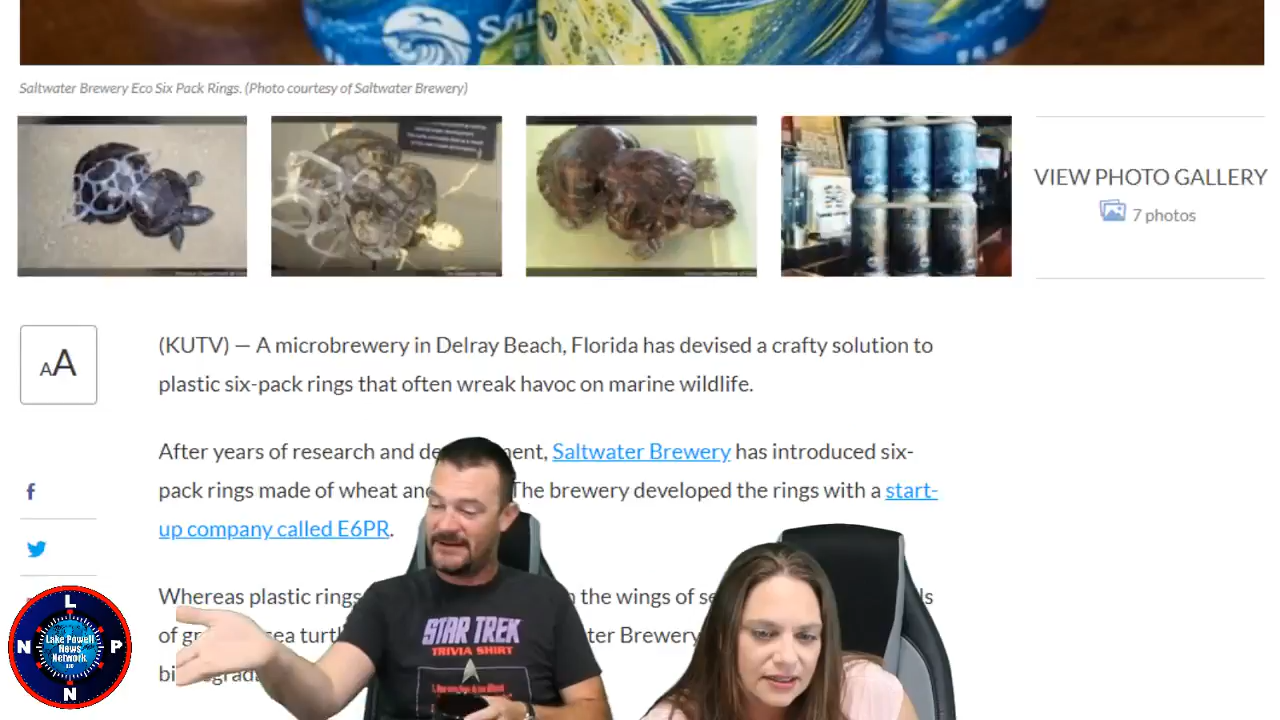 Saltwater Brewery Eco Six Pack Rings. (Photo courtesy of Saltwater Brewery)
VIEW PHOTO GALLERY
7 photos
AA
(KUTV) — A microbrewery in Delray Beach, Florida has devised a crafty solution to
plastic six-pack rings that often wreak havoc on marine wildlife.
After years of research and de ent, Saltwater Brewery has introduced six-
pack rings made of wheat an The brewery developed the rings with a start-
up company called E6PR.
Whereas plastic rings the wings of
of sea ter Brewery
STAR TREK
TRIVIA SHIRT
L
N P
N
Lake Powell
News
Network